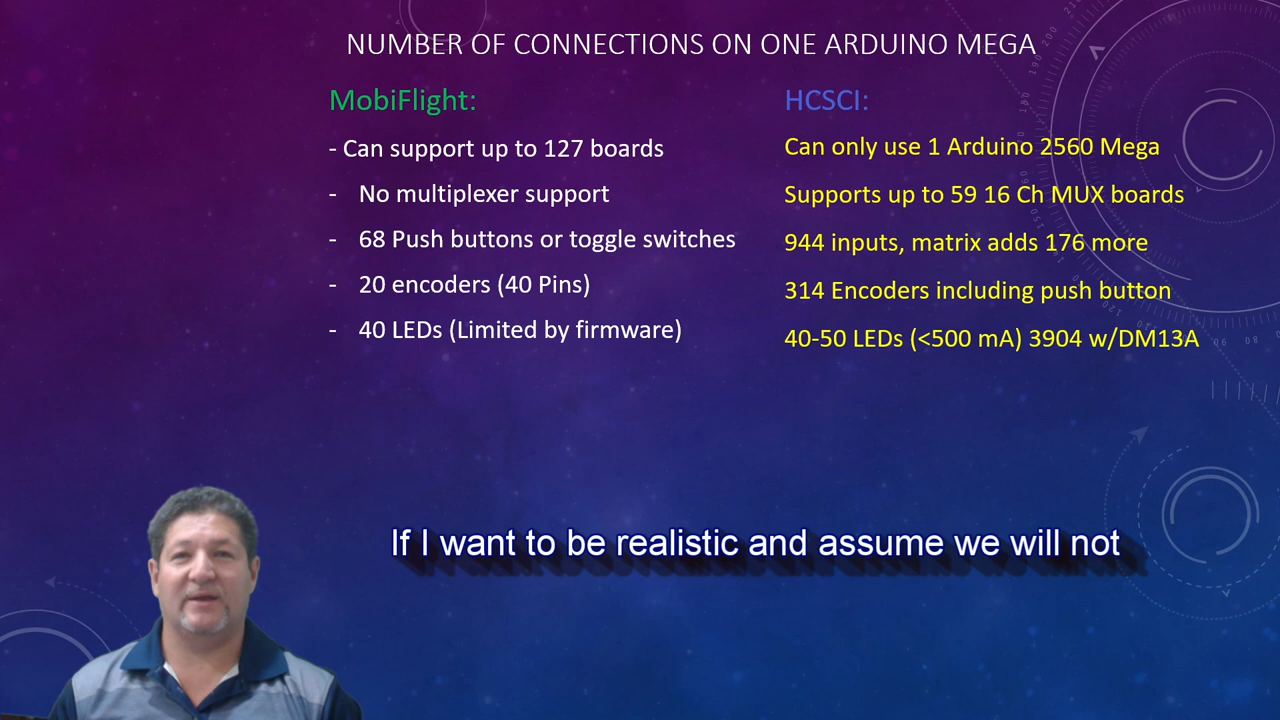 NUMBER OF CONNECTIONS ON ONE ARDUINO MEGA
MobiFlight:
- Can support up to 127 boards
- No multiplexer support
- 68 Push buttons or toggle switches
- 20 encoders (40 Pins)
- 40 LEDs (Limited by firmware)
HCSCI:
Can only use 1 Arduino 2560 Mega
Supports up to 59 16 Ch MUX boards
944 inputs, matrix adds 176 more
314 Encoders including push button
40-50 LEDs (<500 mA) 3904 w/DM13A
If I want to be realistic and assume we will not